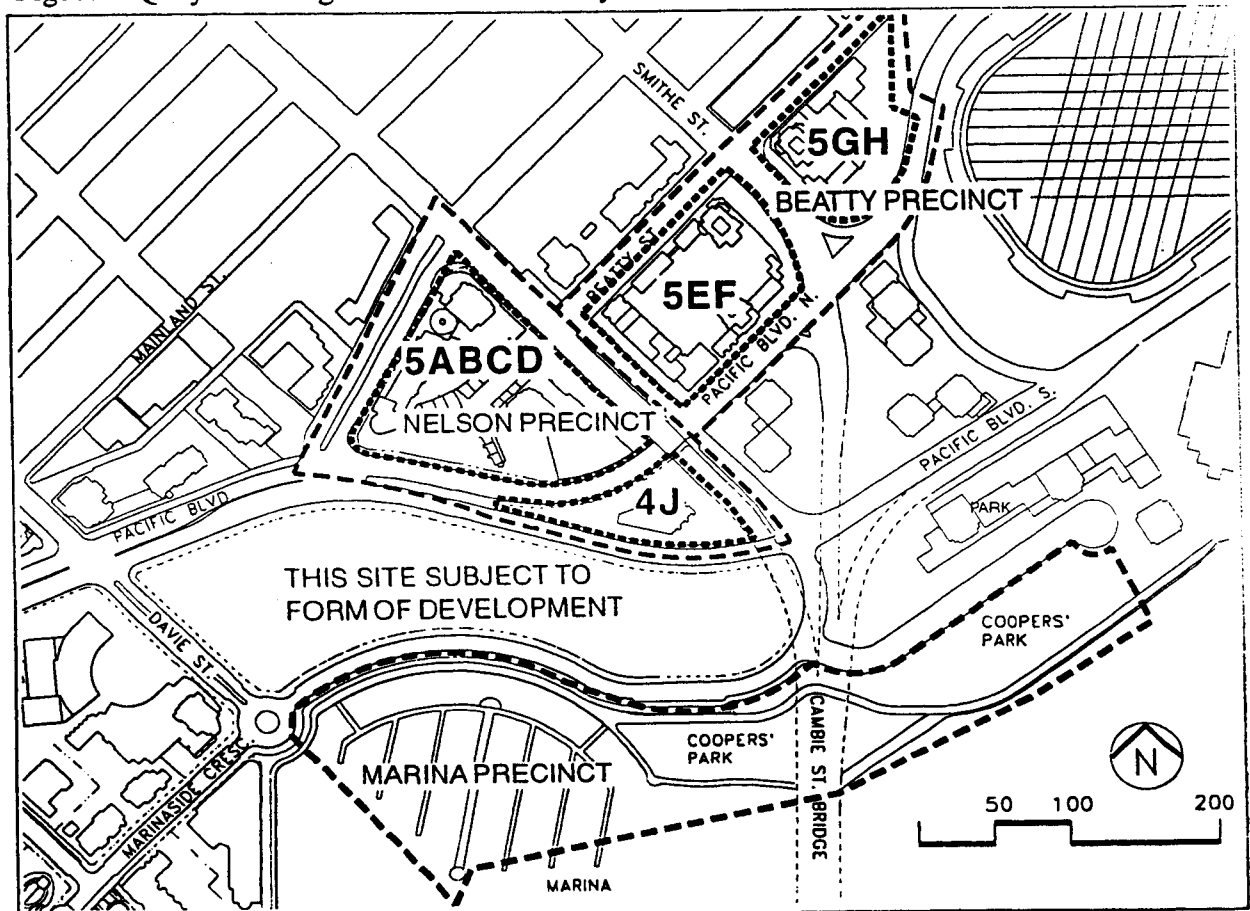 SMITHE ST.
5GH
BEATTY PRECINCT
BEATTY ST.
5EF
PACIFIC BLVD. N.
MAINLAND ST.
5ABCD
NELSON PRECINCT
4J
PACIFIC BLVD. S.
PARK
PACIFIC BLVD.
THIS SITE SUBJECT TO
FORM OF DEVELOPMENT
DAVIE ST.
COOPERS'
PARK
COOPERS'
PARK
CAMBIE ST. BRIDGE
MARINA PRECINCT
MARINASIDE CRESC.
MARINA
N
50 100 200